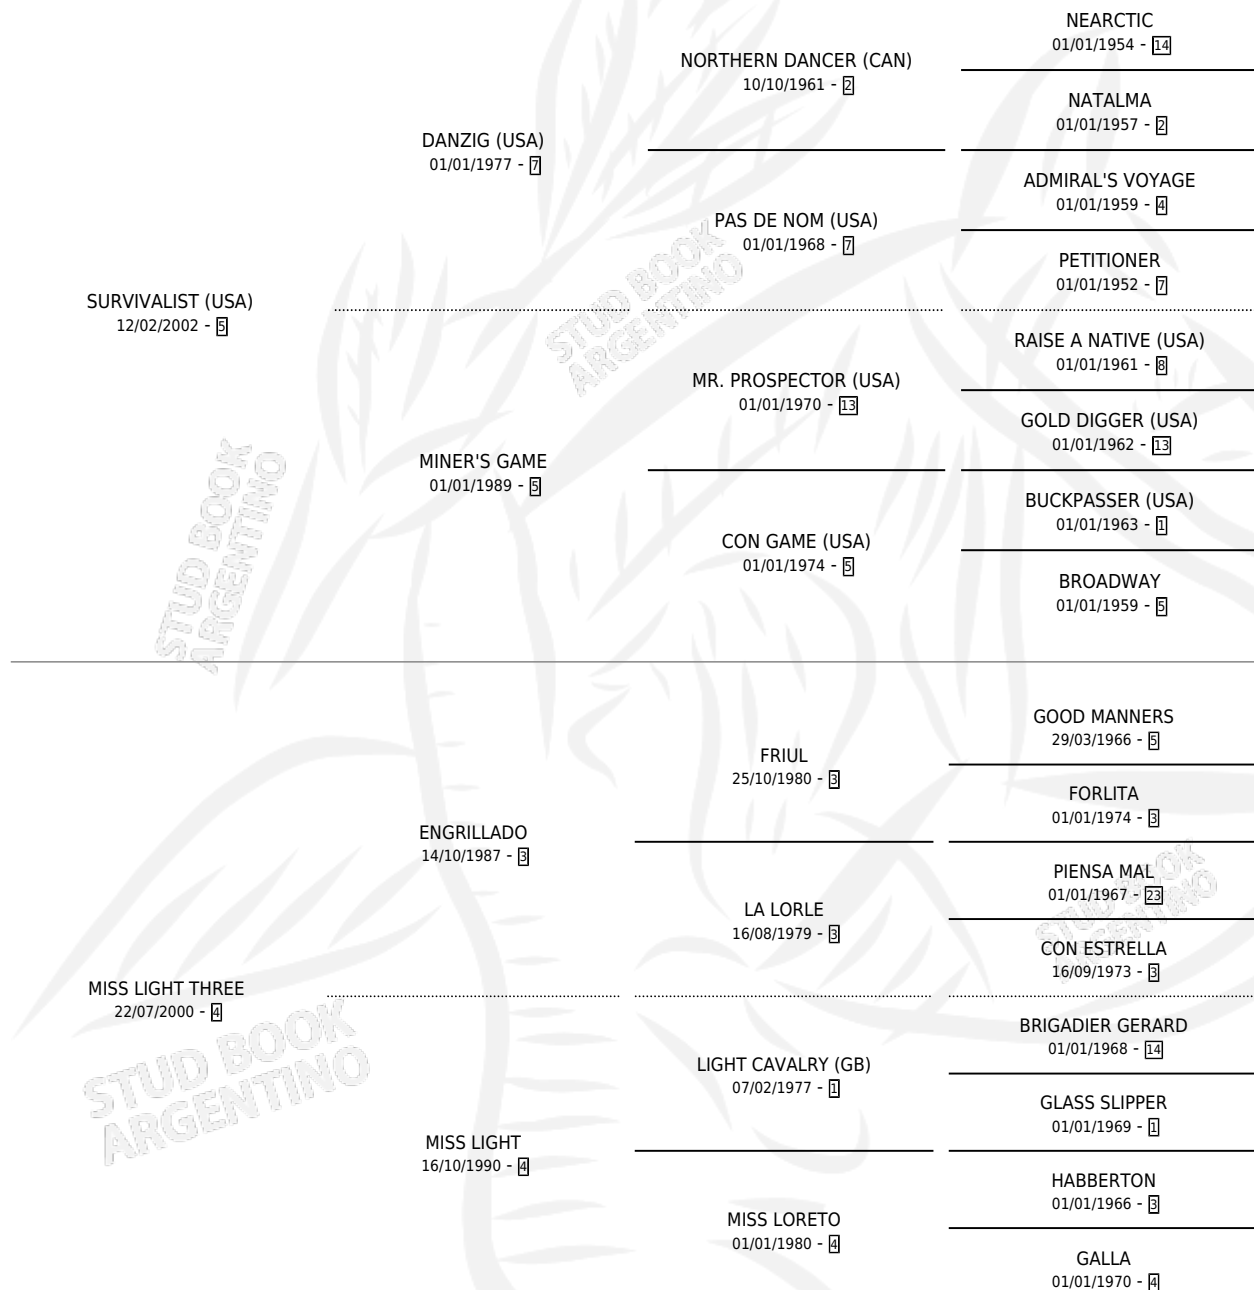 NEARCTIC
01/01/1954 - 14
NORTHERN DANCER (CAN)
10/10/1961 - 2
NATALMA
01/01/1957 - 2
DANZIG (USA)
01/01/1977 - 7
ADMIRAL'S VOYAGE
01/01/1959 - 4
PAS DE NOM (USA)
01/01/1968 - 7
PETITIONER
01/01/1952 - 7
SURVIVALIST (USA)
12/02/2002 - 5
STUD BOOK
ARGENTINO
RAISE A NATIVE (USA)
01/01/1961 - 8
MR. PROSPECTOR (USA)
01/01/1970 - 13
GOLD DIGGER (USA)
01/01/1962 - 13
MINER'S GAME
01/01/1989 - 5
BUCKPASSER (USA)
01/01/1963 - 1
CON GAME (USA)
01/01/1974 - 5
BROADWAY
01/01/1959 - 5
STUD BOOK
ARGENTINO
GOOD MANNERS
29/03/1966 - 5
FRIUL
25/10/1980 - 3
FORLITA
01/01/1974 - 3
ENGRILLADO
14/10/1987 - 3
PIENSA MAL
01/01/1967 - 23
LA LORLE
16/08/1979 - 3
CON ESTRELLA
16/09/1973 - 3
STUD BOOK
ARGENTINO
MISS LIGHT THREE
22/07/2000 - 4
BRIGADIER GERARD
01/01/1968 - 14
LIGHT CAVALRY (GB)
07/02/1977 - 1
GLASS SLIPPER
01/01/1969 - 1
STUD BOOK
ARGENTINO
MISS LIGHT
16/10/1990 - 4
HABBERTON
01/01/1966 - 3
MISS LORETO
01/01/1980 - 4
GALLA
01/01/1970 - 4